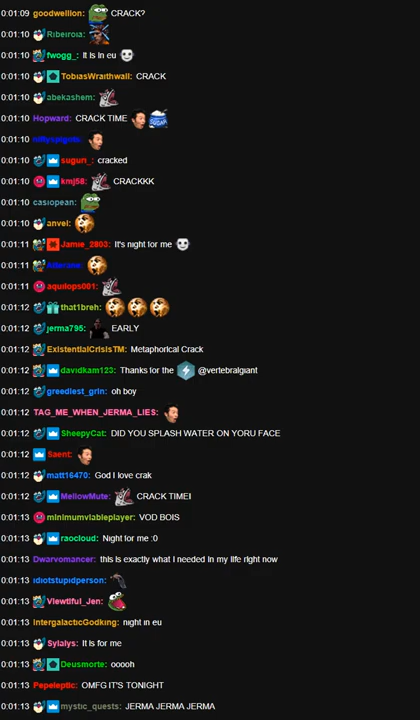 0:01:09 goodwellion: CRACK?
0:01:10 Ribeiroia:
0:01:10 fwogg_: It is in eu
0:01:10 TobiasWraithwall: CRACK
0:01:10 abekashem:
0:01:10 Hopward: CRACK TIME
0:01:10
0:01:10 suguri_: cracked
0:01:10 kmj58: CRACKKK
0:01:10 casiopean:
0:01:10 anvel:
0:01:11 Jamie_2803: It's night for me
0:01:11
0:01:11 aquilops001:
0:01:12 that1breh:
0:01:12 jerma795: EARLY
0:01:12 ExistentialCrisisTM: Metaphorical Crack
0:01:12 davidkam123: Thanks for the @vertebralgiant
0:01:12 greediest_grin: oh boy
0:01:12 TAG_ME_WHEN_JERMA_LIES:
0:01:12 SheepyCat: DID YOU SPLASH WATER ON YORU FACE
0:01:12 Saent:
0:01:12 matt16470: God I love crak
0:01:12 MellowMute: CRACK TIME!
0:01:13 minimumviableplayer: VOD BOIS
0:01:13 raocloud: Night for me :0
0:01:13 Dwarvomancer: this is exactly what I needed in my life right now
0:01:13 idiotstupidperson:
0:01:13 Viewtiful_Jen:
0:01:13 IntergalacticGodking: night in eu
0:01:13 Sylalys: It is for me
0:01:13 Deusmorte: ooooh
0:01:13 Pepeleptic: OMFG IT'S TONIGHT
0:01:13 mystic_quests: JERMA JERMA JERMA